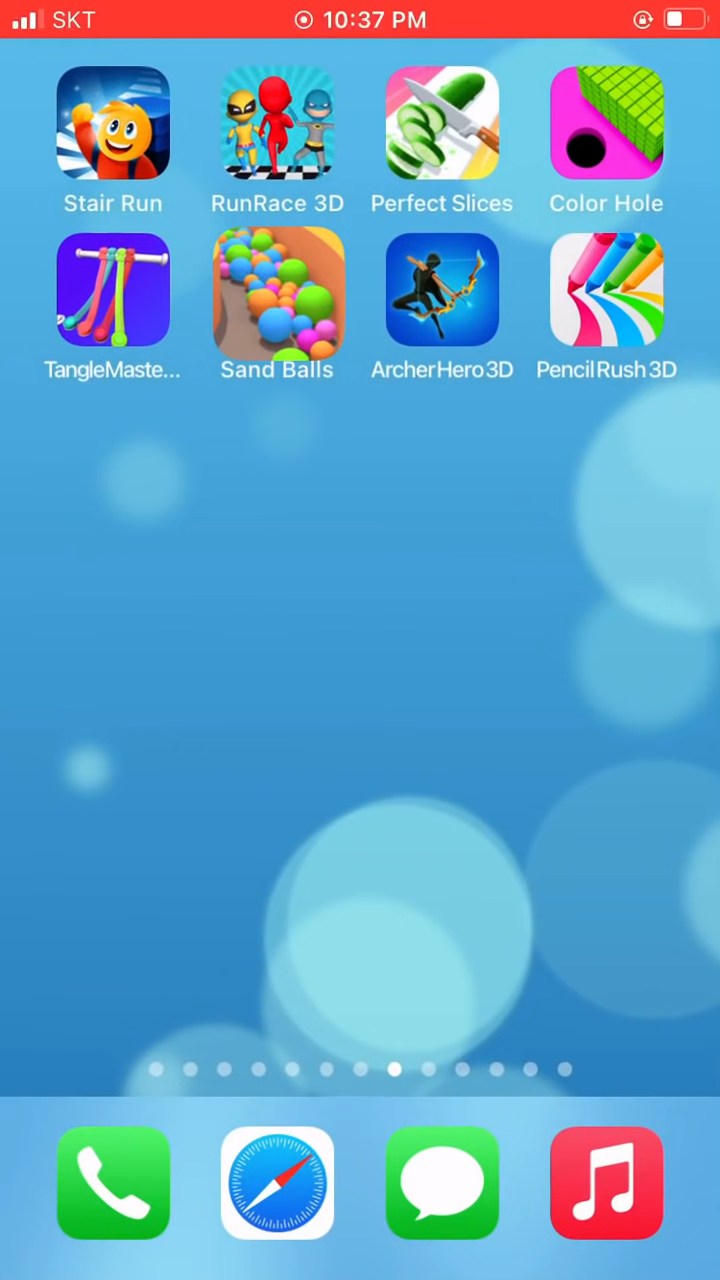 SKT 10:37 PM
Stair Run RunRace 3D Perfect Slices Color Hole
TangleMaste... Sand Balls ArcherHero3D PencilRush3D